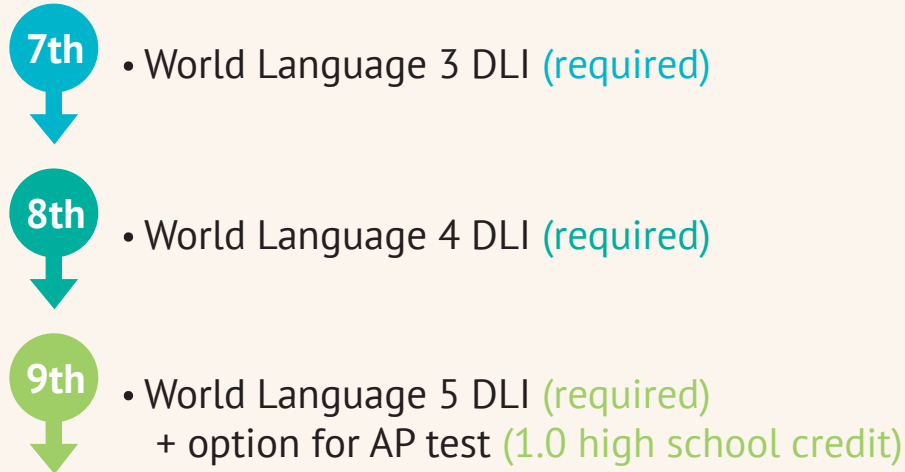 7th
• World Language 3 DLI (required)
8th
• World Language 4 DLI (required)
9th
• World Language 5 DLI (required)
+ option for AP test (1.0 high school credit)